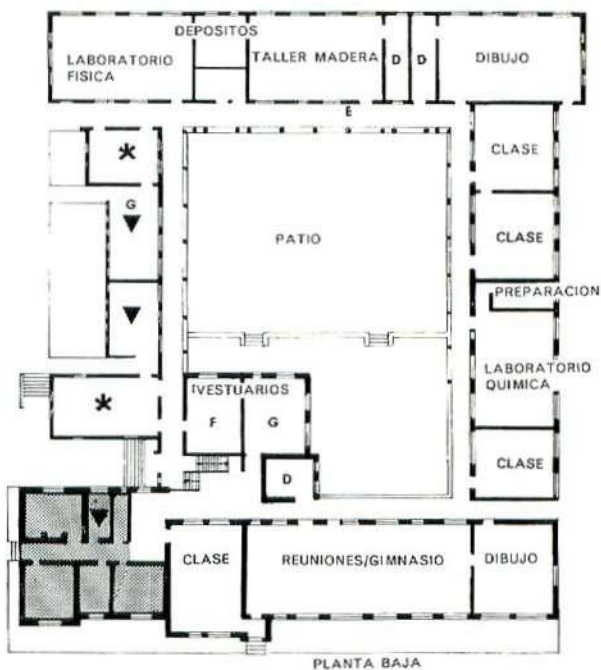 DEPOSITOS
LABORATORIO
FISICA
TALLER MADERA
D
D
DIBUJO
E
CLASE
G
PATIO
CLASE
PREPARACION
LABORATORIO
QUIMICA
VESTUARIOS
F
G
CLASE
D
CLASE
REUNIONES/GIMNASIO
DIBUJO
PLANTA BAJA